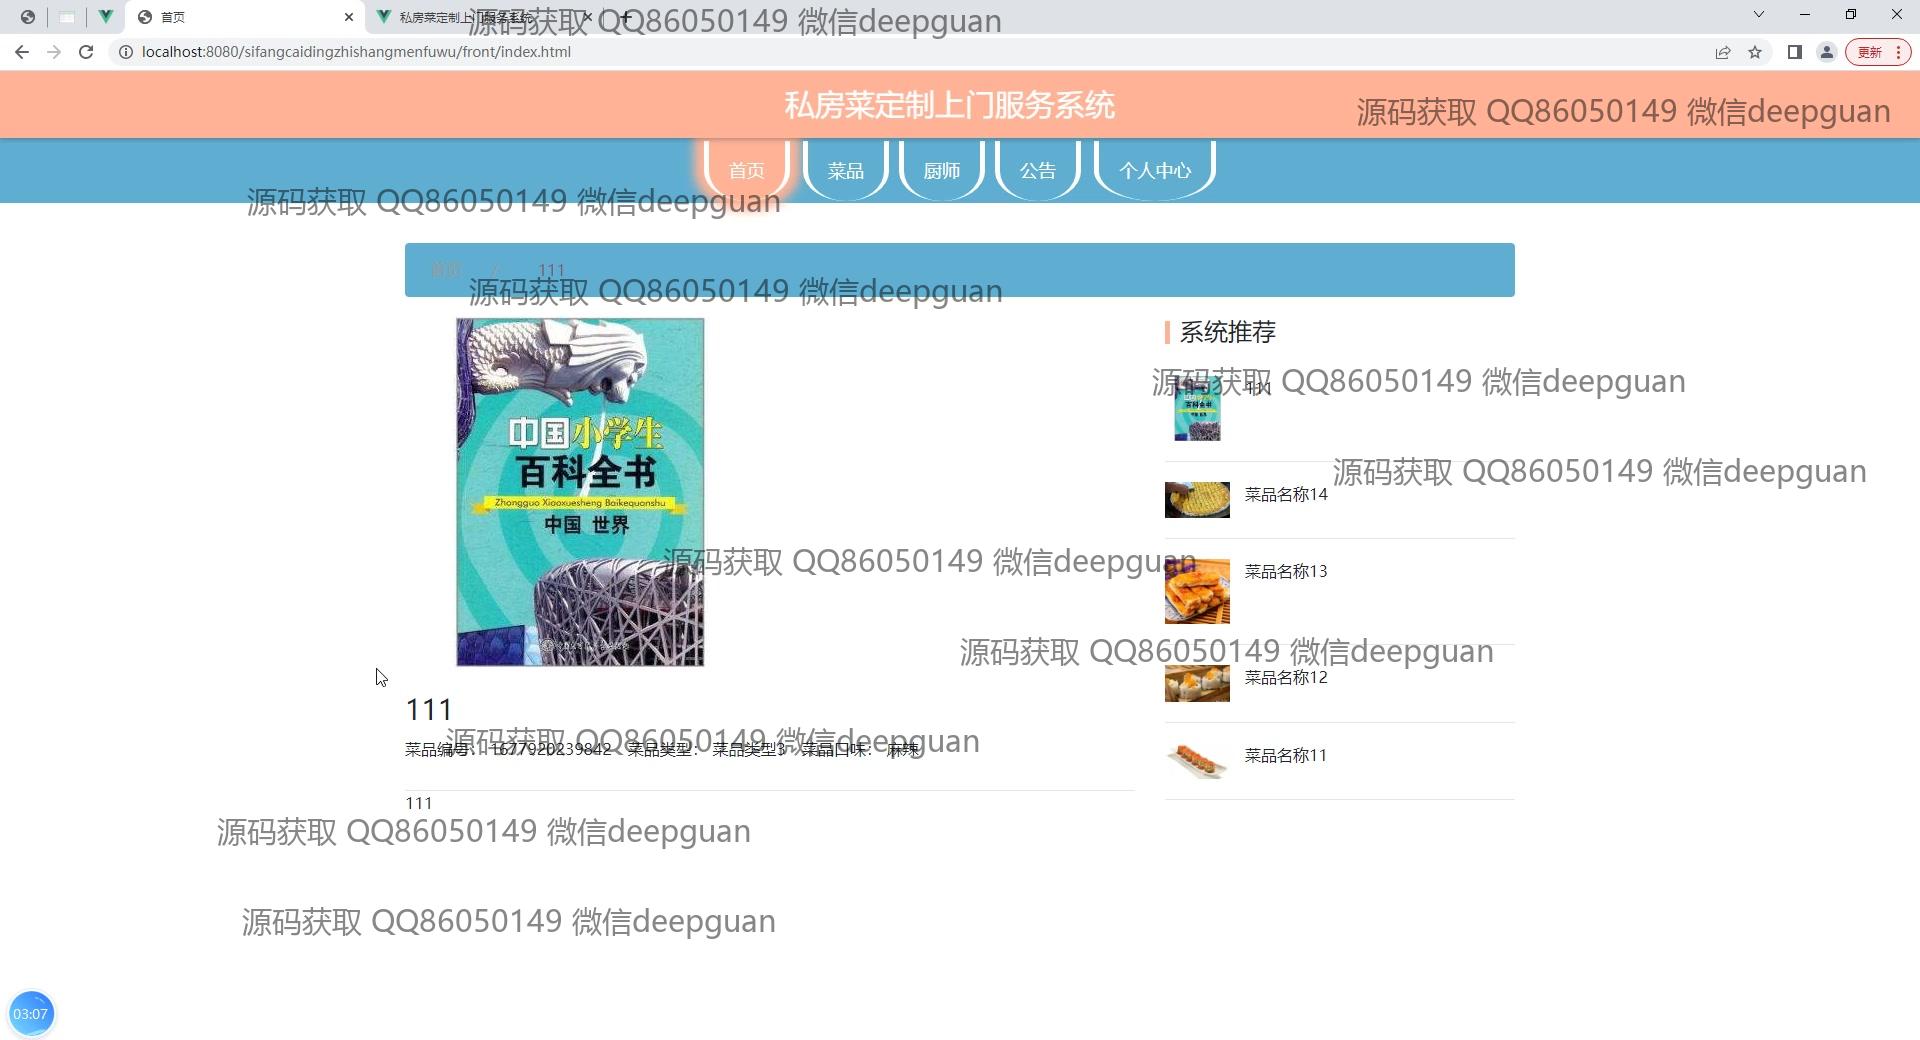 首页
私房菜定制上门服务系统
源码获取 QQ86050149 微信deepguan
localhost:8080/sifangcaidingzhishangmenfuwu/front/index.html
更新
私房菜定制上门服务系统
源码获取 QQ86050149 微信deepguan
首页
菜品
厨师
公告
个人中心
源码获取 QQ86050149 微信deepguan
首页 / 111
源码获取 QQ86050149 微信deepguan
中国小学生
百科全书
Zhongguo Xiaoxuesheng Baikequanshu
中国 世界
系统推荐
111
源码获取 QQ86050149 微信deepguan
源码获取 QQ86050149 微信deepguan
菜品名称14
源码获取 QQ86050149 微信deepguan
菜品名称13
源码获取 QQ86050149 微信deepguan
菜品名称12
菜品名称11
111
源码获取 QQ86050149 微信deepguan
菜品编号： 1677920239842 菜品类型： 菜品类型3 菜品口味： 麻辣
111
源码获取 QQ86050149 微信deepguan
源码获取 QQ86050149 微信deepguan
03:07